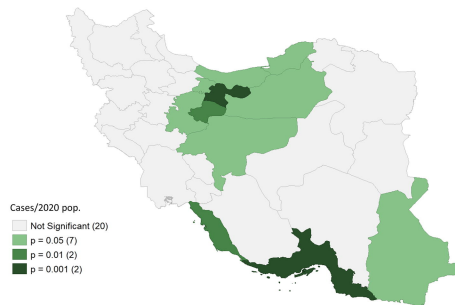 Cases/2020 pop.
Not Significant (20)
p = 0.05 (7)
p = 0.01 (2)
p = 0.001 (2)